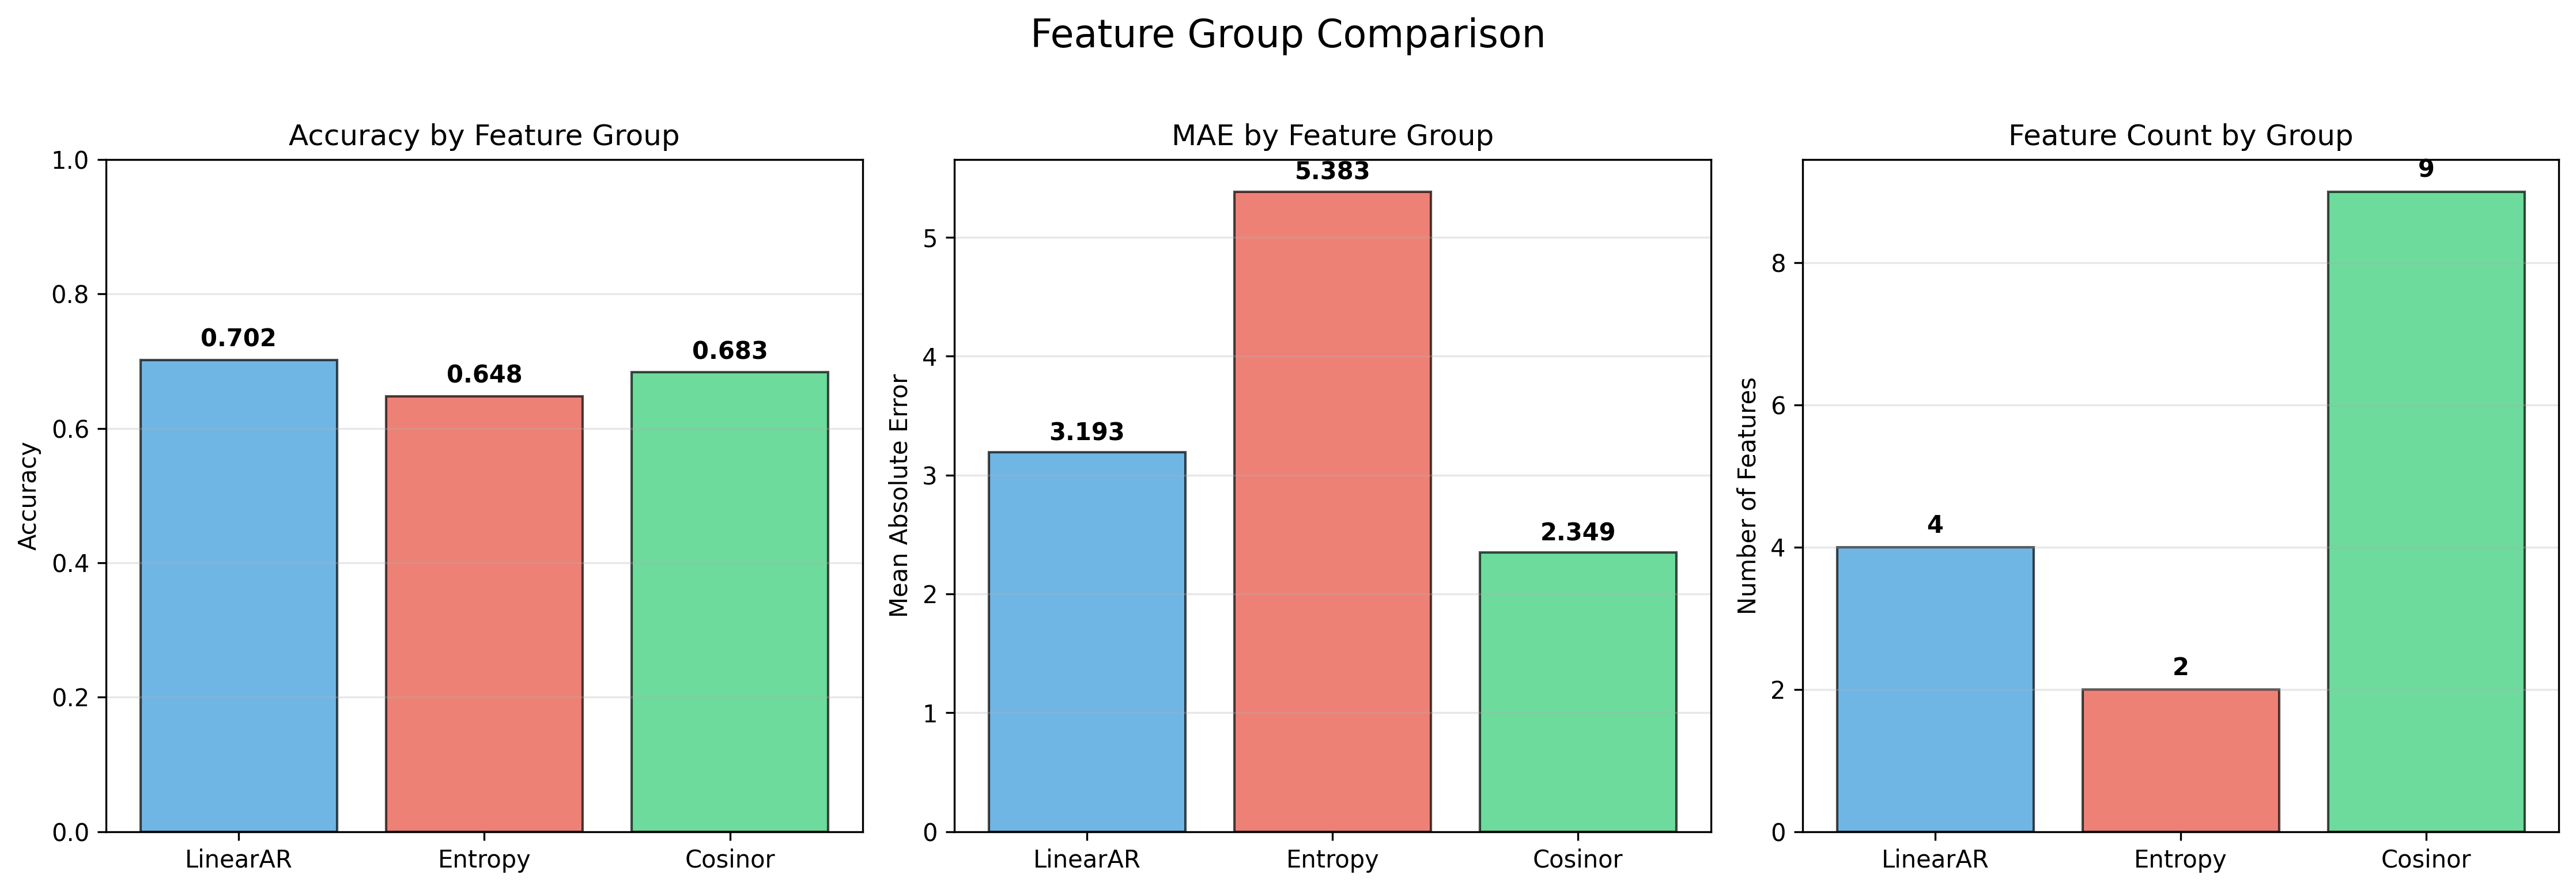 Feature Group Comparison
Accuracy by Feature Group
1.0
0.8
0.6
0.4
0.2
0.0
Accuracy
0.702
0.648
0.683
LinearAR
Entropy
Cosinor
MAE by Feature Group
5
4
3
2
1
0
Mean Absolute Error
3.193
5.383
2.349
LinearAR
Entropy
Cosinor
Feature Count by Group
8
6
4
2
0
Number of Features
4
2
9
LinearAR
Entropy
Cosinor